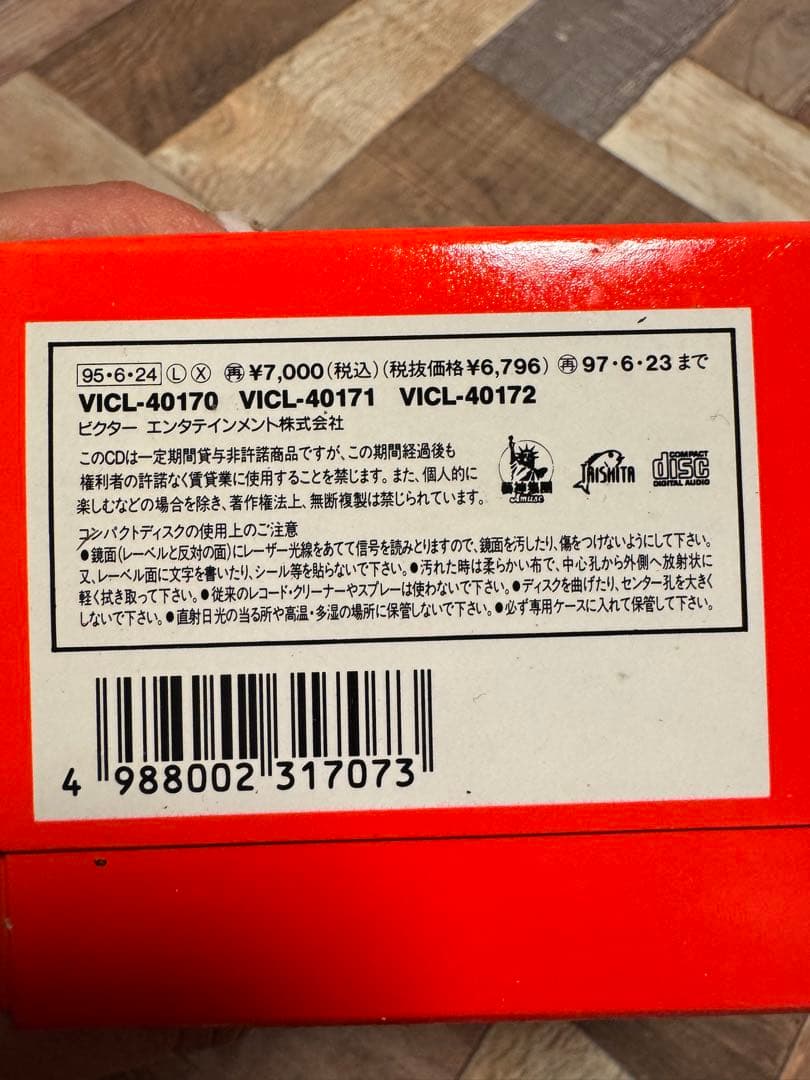 95・6・24 Ⓛ Ⓧ ㊢再 ¥7,000(税込)(税抜価格¥6,796) 再 97・6・23まで
VICL-40170 VICL-40171 VICL-40172
ビクター エンタテインメント株式会社
このCDは一定期間貸与非許諾商品ですが、この期間経過後も
権利者の許諾なく賃貸業に使用することを禁じます。また、個人的に
楽しむなどの場合を除き、著作権法上、無断複製は禁じられています。
Amuse
TAISHITA
COMPACT
disc
DIGITAL AUDIO
コンパクトディスクの使用上のご注意
●鏡面(レーベルと反対の面)にレーザー光線をあてて信号を読みとりますので、鏡面を汚したり、傷をつけないようにして下さい。
又、レーベル面に文字を書いたり、シール等を貼らないで下さい。●汚れた時は柔らかい布で、中心孔から外側へ放射状に
軽く拭き取って下さい。●従来のレコード・クリーナーやスプレーは使わないで下さい。●ディスクを曲げたり、センター孔を大きく
しないで下さい。●直射日光の当る所や高温・多湿の場所に保管しないで下さい。●必ず専用ケースに入れて保管して下さい。
4 988002 317073